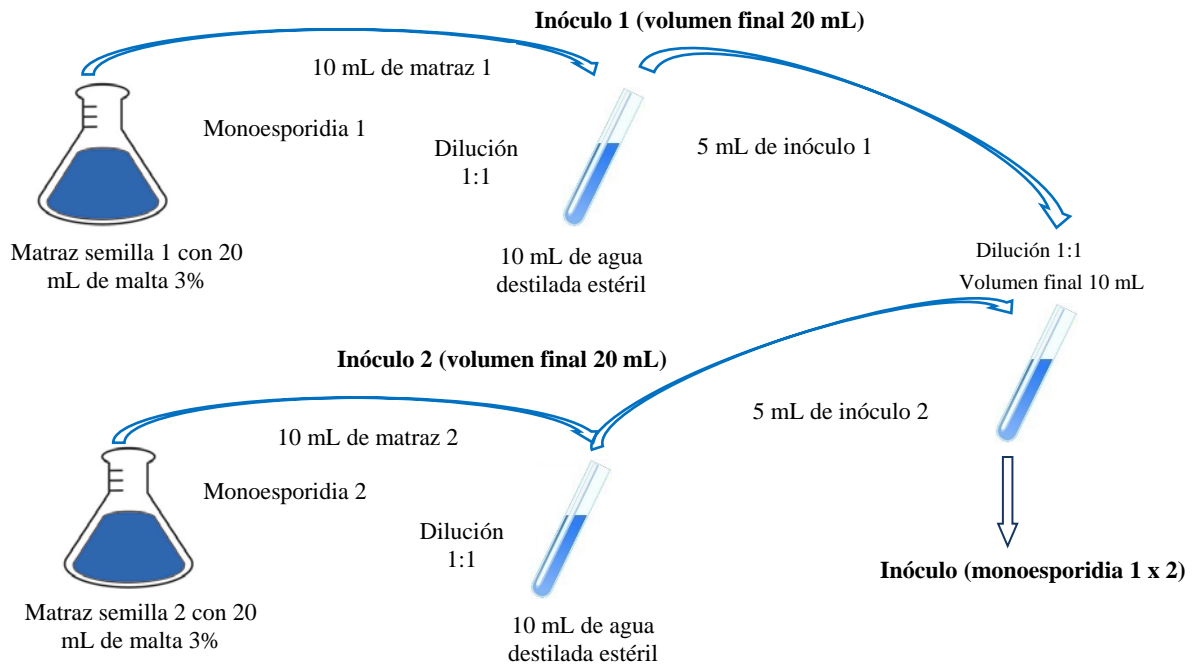 Inóculo 1 (volumen final 20 mL)
10 mL de matraz 1
Monoesporidia 1
Dilución
1:1
5 mL de inóculo 1
Matraz semilla 1 con 20
mL de malta 3%
10 mL de agua
destilada estéril
Dilución 1:1
Volumen final 10 mL
Inóculo 2 (volumen final 20 mL)
10 mL de matraz 2
Monoesporidia 2
Dilución
1:1
5 mL de inóculo 2
Matraz semilla 2 con 20
mL de malta 3%
10 mL de agua
destilada estéril
Inóculo (monoesporidia 1 x 2)